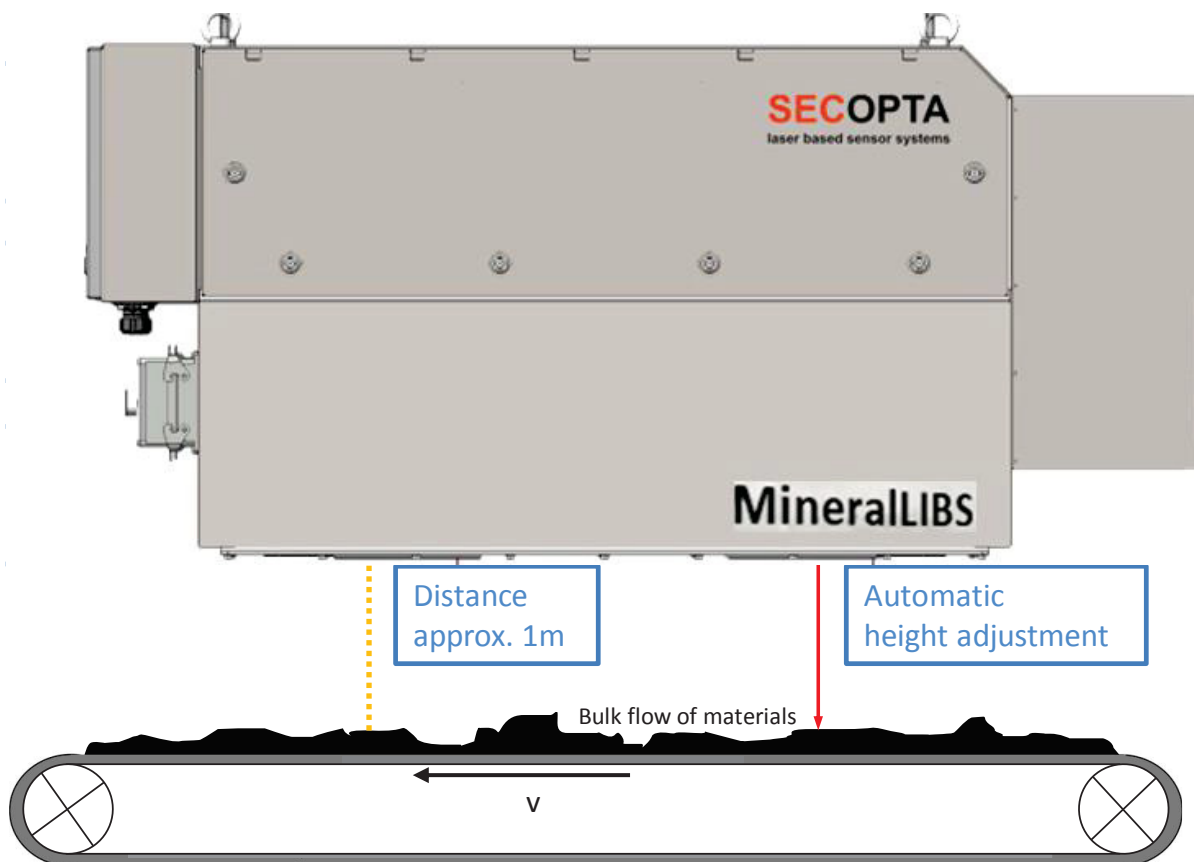 SECOPTA
laser based sensor systems
MineralLIBS
Distance
approx. 1m
Automatic
height adjustment
Bulk flow of materials
v